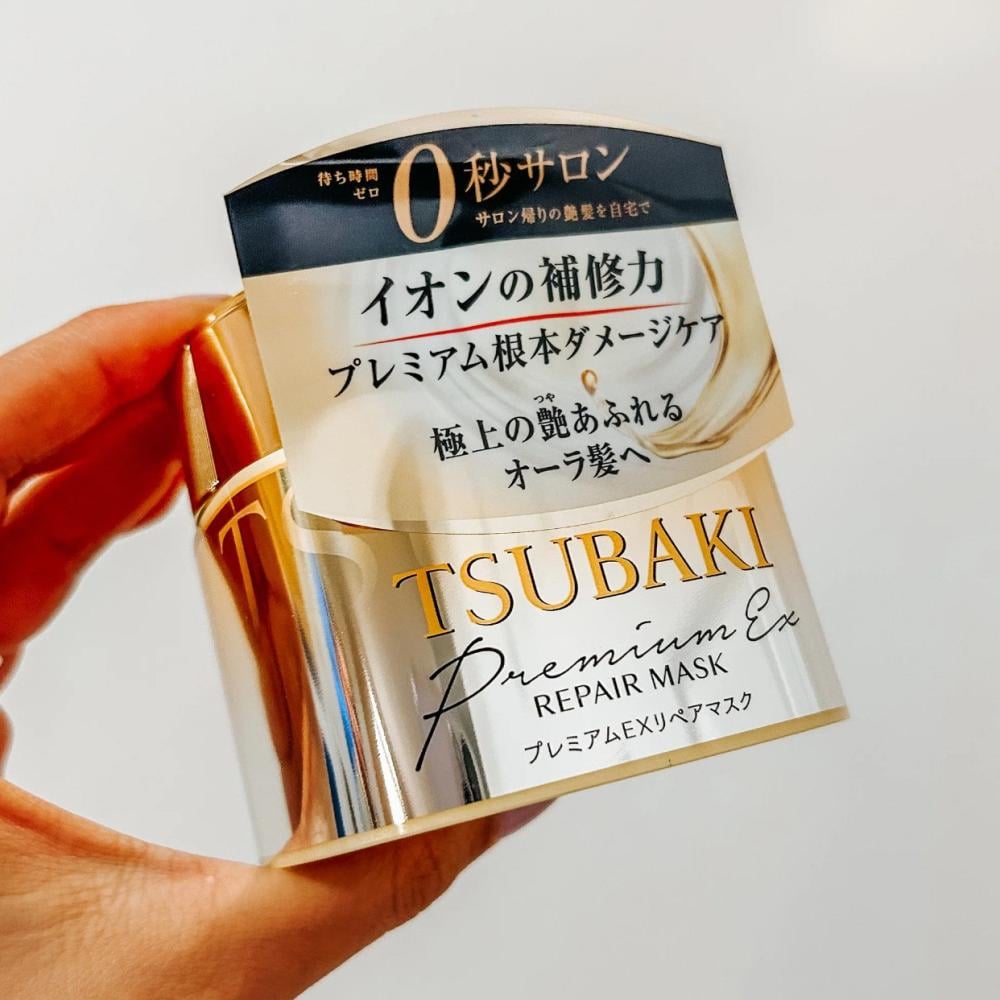 待ち時間
ゼロ
0秒サロン
サロン帰りの艶髪を自宅で
イオンの補修力
プレミアム根本ダメージケア
つや
極上の艶あふれる
オーラ髪へ
TSUBAKI
Premium Ex
REPAIR MASK
プレミアムEXリペアマスク